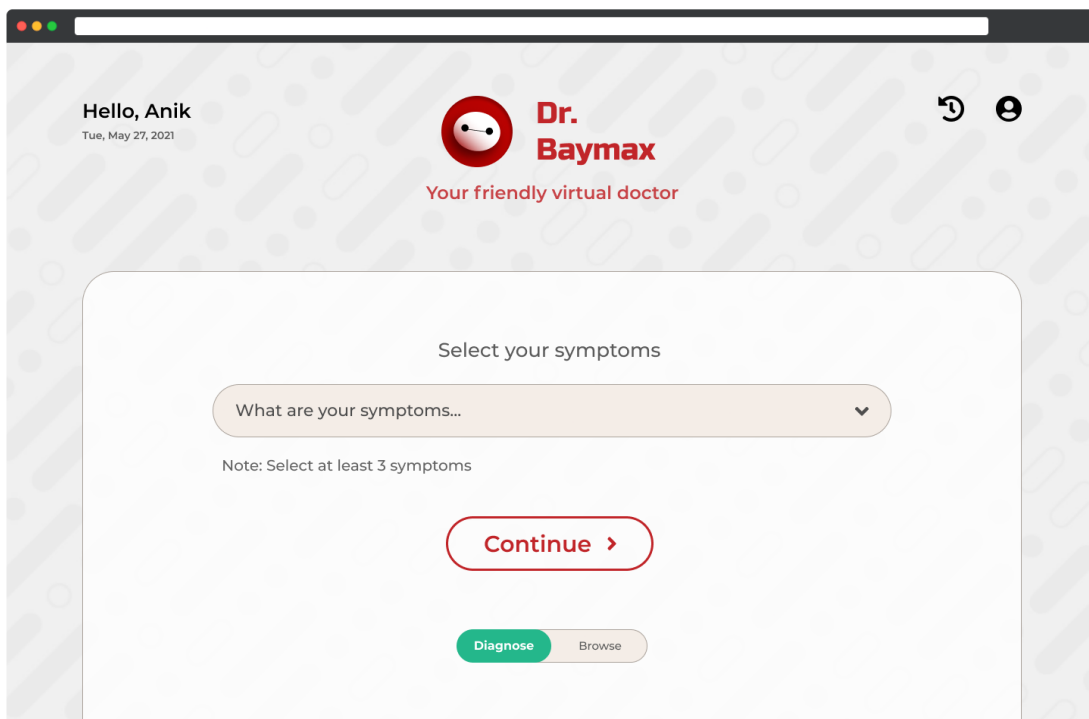 Hello, Anik
Tue, May 27, 2021
Dr.
Baymax
Your friendly virtual doctor
Select your symptoms
What are your symptoms...
Note: Select at least 3 symptoms
Continue
Diagnose
Browse